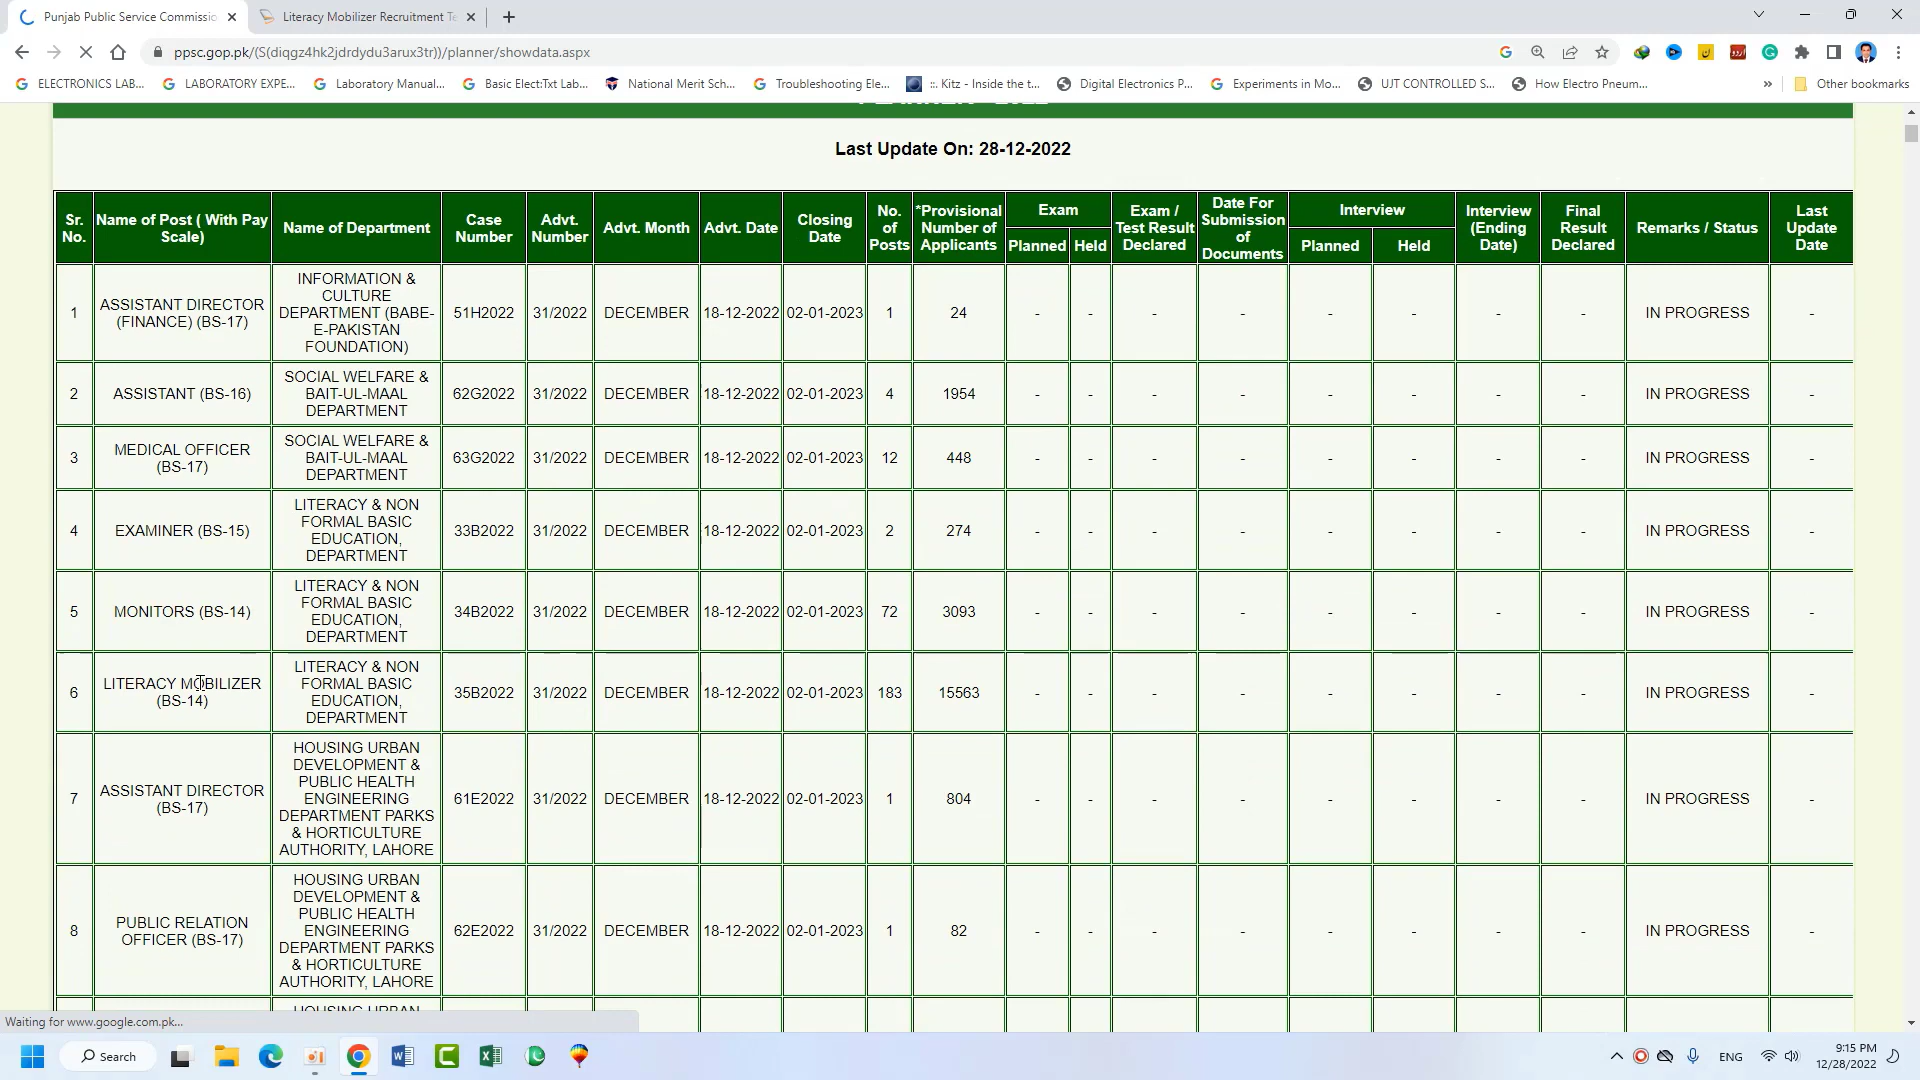 Punjab Public Service Commissio
Literacy Mobilizer Recruitment Te
ppsc.gop.pk/(S(diqgz4hk2jdrdydu3arux3tr))/planner/showdata.aspx
ELECTRONICS LAB...
LABORATORY EXPE...
Laboratory Manual...
Basic Elect:Txt Lab...
National Merit Sch...
Troubleshooting Ele...
::. Kitz - Inside the t...
Digital Electronics P...
Experiments in Mo...
UJT CONTROLLED S...
How Electro Pneum...
»
Other bookmarks
Last Update On: 28-12-2022
Sr. No.
Name of Post ( With Pay Scale)
Name of Department
Case Number
Advt. Number
Advt. Month
Advt. Date
Closing Date
No. of Posts
*Provisional Number of Applicants
Exam
Planned
Held
Exam / Test Result Declared
Date For Submission of Documents
Interview
Planned
Held
Interview (Ending Date)
Final Result Declared
Remarks / Status
Last Update Date
1 ASSISTANT DIRECTOR (FINANCE) (BS-17) INFORMATION & CULTURE DEPARTMENT (BABE-E-PAKISTAN FOUNDATION) 51H2022 31/2022 DECEMBER 18-12-2022 02-01-2023 1 24 - - - - - - - - IN PROGRESS -
2 ASSISTANT (BS-16) SOCIAL WELFARE & BAIT-UL-MAAL DEPARTMENT 62G2022 31/2022 DECEMBER 18-12-2022 02-01-2023 4 1954 - - - - - - - - IN PROGRESS -
3 MEDICAL OFFICER (BS-17) SOCIAL WELFARE & BAIT-UL-MAAL DEPARTMENT 63G2022 31/2022 DECEMBER 18-12-2022 02-01-2023 12 448 - - - - - - - - IN PROGRESS -
4 EXAMINER (BS-15) LITERACY & NON FORMAL BASIC EDUCATION, DEPARTMENT 33B2022 31/2022 DECEMBER 18-12-2022 02-01-2023 2 274 - - - - - - - - IN PROGRESS -
5 MONITORS (BS-14) LITERACY & NON FORMAL BASIC EDUCATION, DEPARTMENT 34B2022 31/2022 DECEMBER 18-12-2022 02-01-2023 72 3093 - - - - - - - - IN PROGRESS -
6 LITERACY MOBILIZER (BS-14) LITERACY & NON FORMAL BASIC EDUCATION, DEPARTMENT 35B2022 31/2022 DECEMBER 18-12-2022 02-01-2023 183 15563 - - - - - - - - IN PROGRESS -
7 ASSISTANT DIRECTOR (BS-17) HOUSING URBAN DEVELOPMENT & PUBLIC HEALTH ENGINEERING DEPARTMENT PARKS & HORTICULTURE AUTHORITY, LAHORE 61E2022 31/2022 DECEMBER 18-12-2022 02-01-2023 1 804 - - - - - - - - IN PROGRESS -
8 PUBLIC RELATION OFFICER (BS-17) HOUSING URBAN DEVELOPMENT & PUBLIC HEALTH ENGINEERING DEPARTMENT PARKS & HORTICULTURE AUTHORITY, LAHORE 62E2022 31/2022 DECEMBER 18-12-2022 02-01-2023 1 82 - - - - - - - - IN PROGRESS -
Waiting for www.google.com.pk...
Search
ENG
9:15 PM
12/28/2022